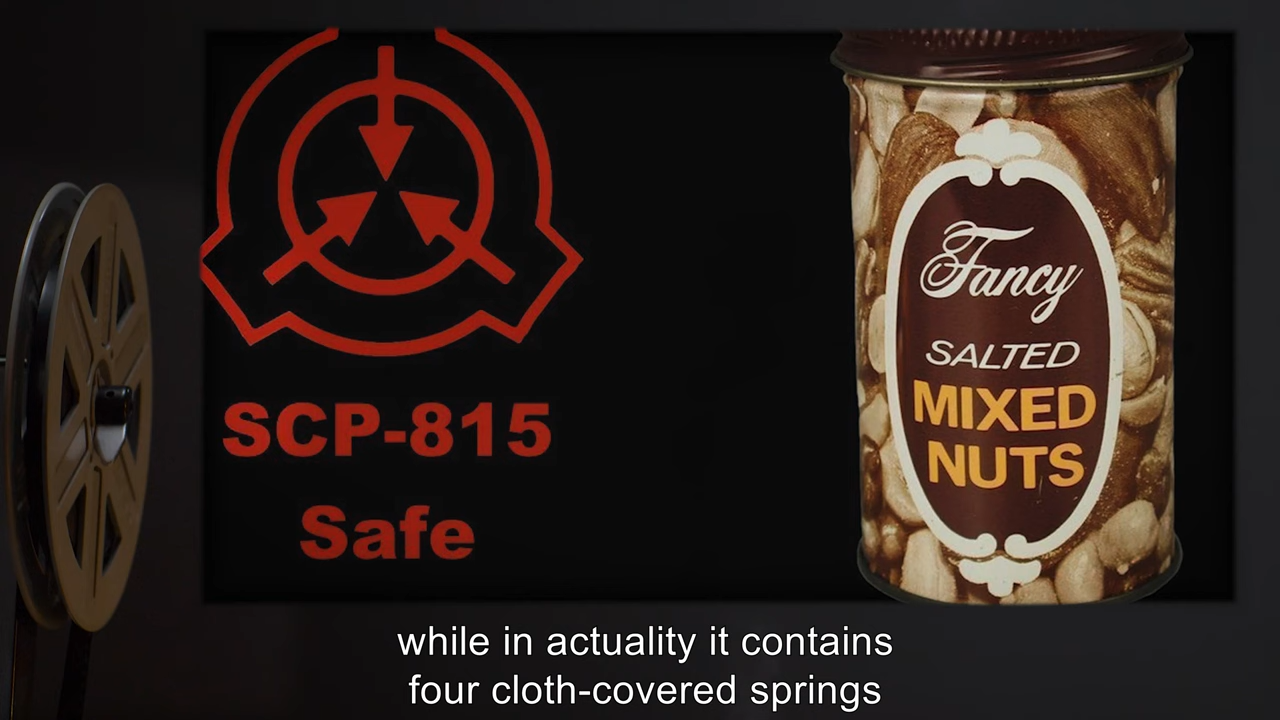 SCP-815
Safe
Fancy
SALTED
MIXED
NUTS
while in actuality it contains
four cloth-covered springs